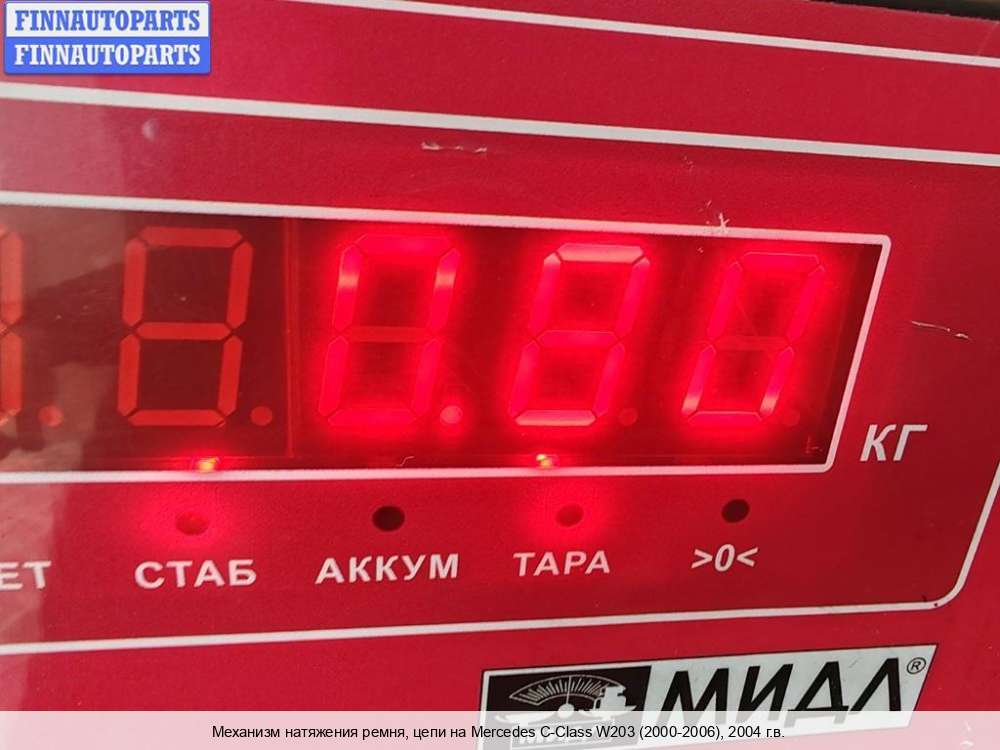 FINNAUTOPARTS
FINNAUTOPARTS
0.80
КГ
СТАБ
АККУМ
ТАРА
>0<
МИДЛ®
Механизм натяжения ремня, цепи на Mercedes C-Class W203 (2000-2006), 2004 г.в.